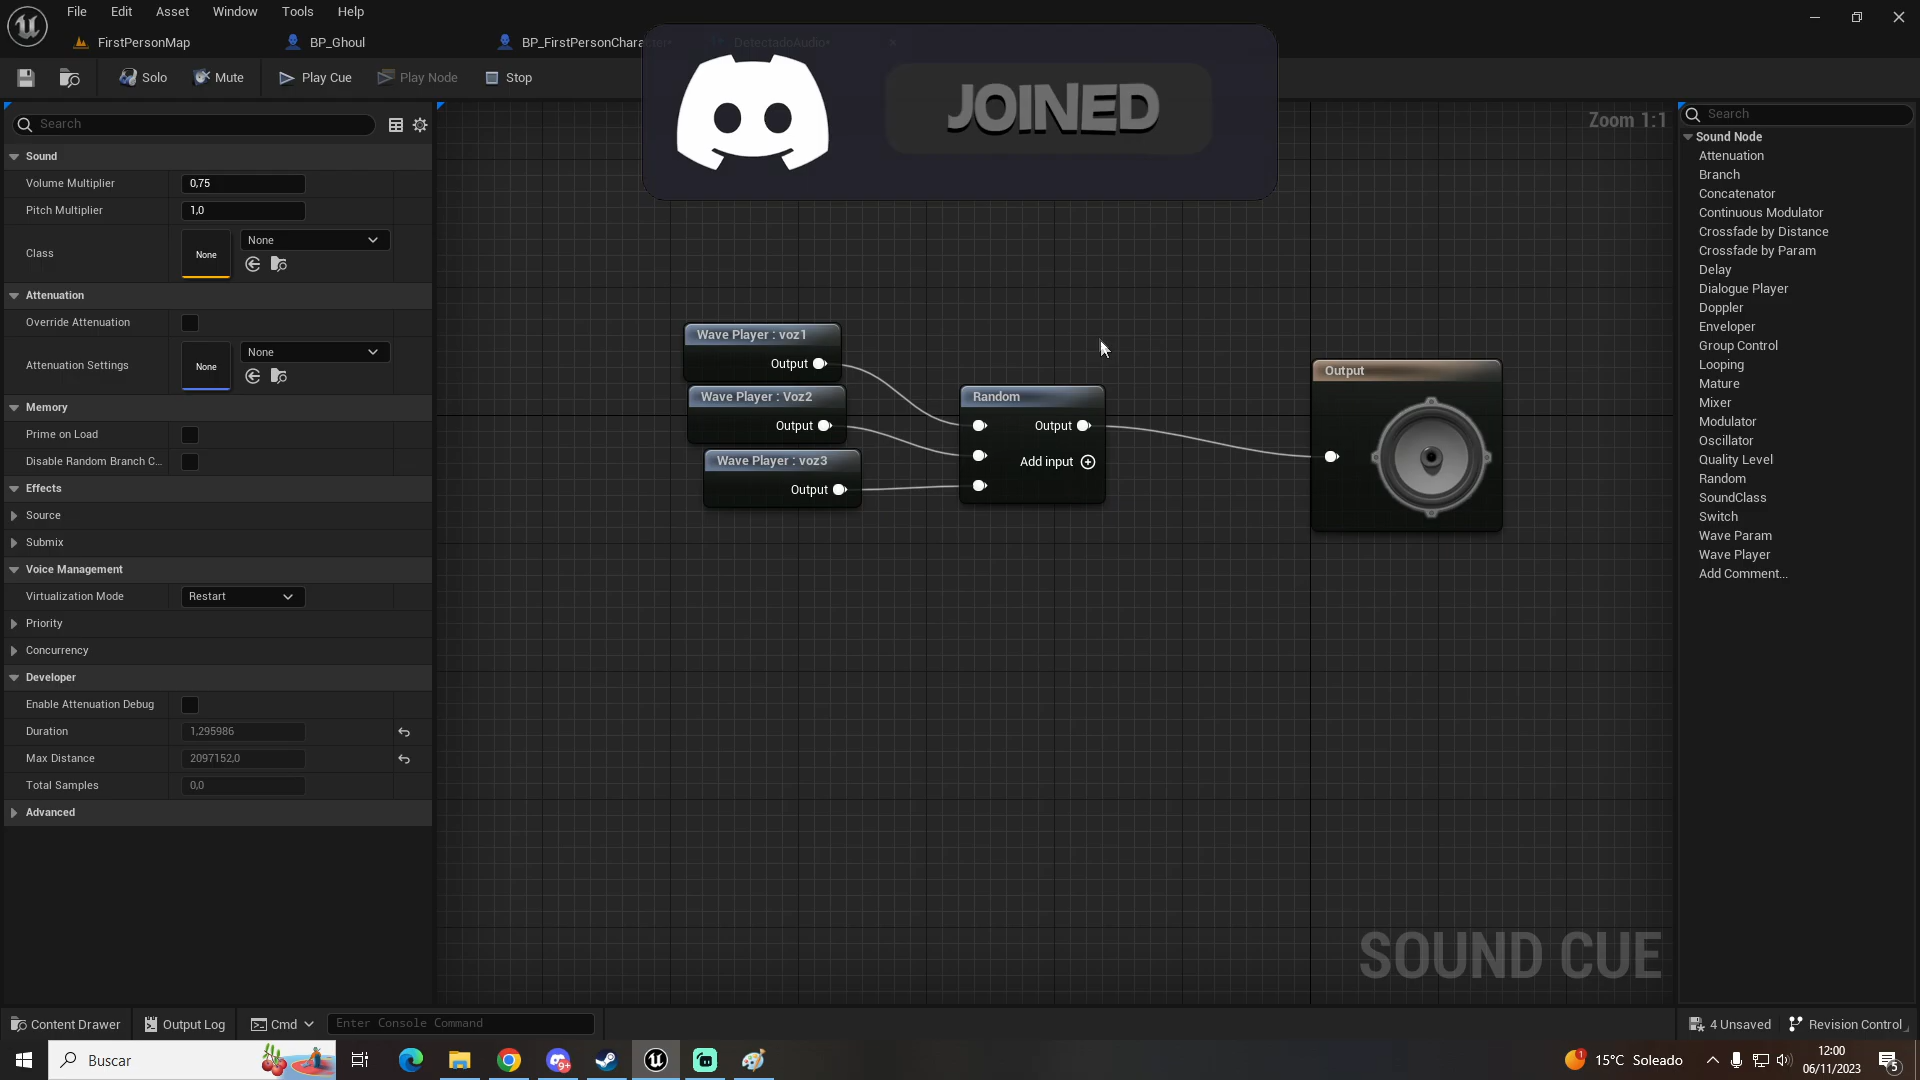 File Edit Asset Window Tools Help
FirstPersonMap BP_Ghoul BP_FirstPersonCharacter* DetectadoAudio*
Solo Mute Play Cue Play Node Stop
JOINED
Search
Sound
Volume Multiplier 0,75
Pitch Multiplier 1,0
Class None None
Attenuation
Override Attenuation
Attenuation Settings None None
Memory
Prime on Load
Disable Random Branch C...
Effects
Source
Submix
Voice Management
Virtualization Mode Restart
Priority
Concurrency
Developer
Enable Attenuation Debug
Duration 1,295986
Max Distance 2097152,0
Total Samples 0,0
Advanced
Zoom 1:1
Wave Player : voz1
Output
Wave Player : Voz2
Output
Wave Player : voz3
Output
Random
Output
Add input
Output
SOUND CUE
Search
Sound Node
Attenuation
Branch
Concatenator
Continuous Modulator
Crossfade by Distance
Crossfade by Param
Delay
Dialogue Player
Doppler
Enveloper
Group Control
Looping
Mature
Mixer
Modulator
Oscillator
Quality Level
Random
SoundClass
Switch
Wave Param
Wave Player
Add Comment...
Content Drawer Output Log Cmd Enter Console Command 4 Unsaved Revision Control
Buscar 9+ 1 15°C Soleado 12:00
06/11/2023 5